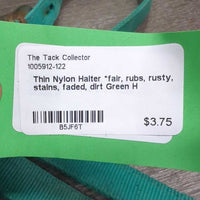 The Tack Collector
1005912-122
Thin Nylon Halter *fair, rubs, rusty,
stains, faded, dirt Green H
B5JF6T
$3.75